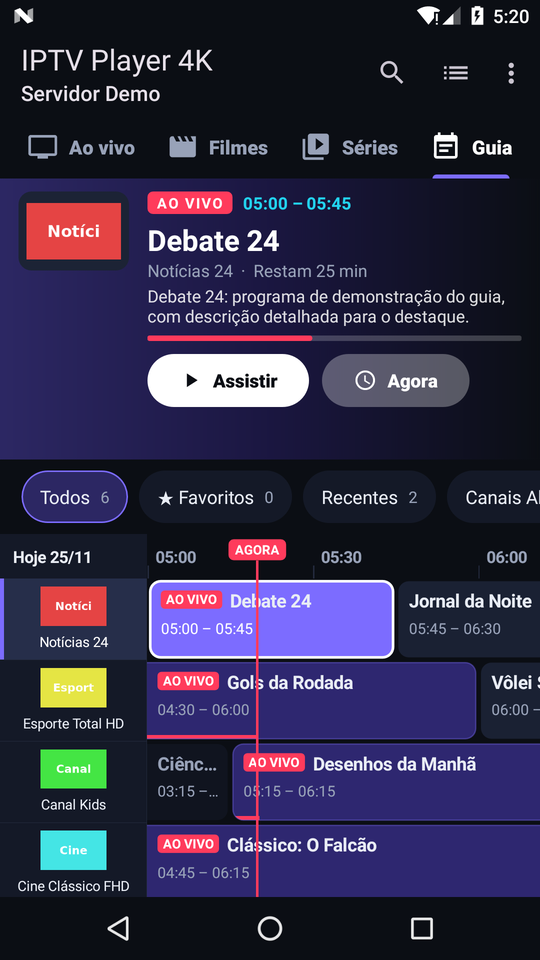 5:20
IPTV Player 4K
Servidor Demo
Ao vivo
Filmes
Séries
Guia
Notíci
AO VIVO 05:00 – 05:45
Debate 24
Notícias 24 · Restam 25 min
Debate 24: programa de demonstração do guia,
com descrição detalhada para o destaque.
Assistir
Agora
Todos 6
★ Favoritos 0
Recentes 2
Canais A
Hoje 25/11
05:00
AGORA
05:30
06:00
Notíci
Notícias 24
AO VIVO Debate 24
05:00 – 05:45
Jornal da Noite
05:45 – 06:30
Esport
Esporte Total HD
AO VIVO Gols da Rodada
04:30 – 06:00
Vôlei
06:00 –
Canal
Canal Kids
Ciênc...
03:15 –...
AO VIVO Desenhos da Manhã
05:15 – 06:15
Cine
Cine Clássico FHD
AO VIVO Clássico: O Falcão
04:45 – 06:15